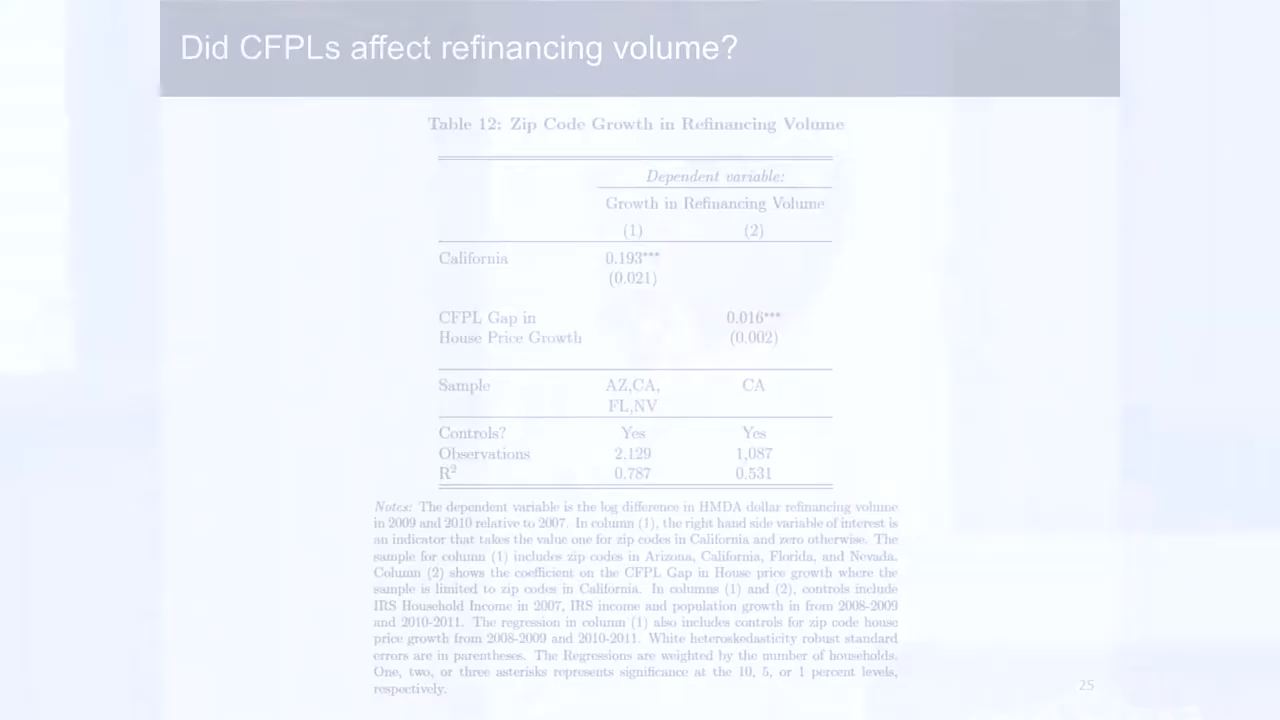 Did CFPLs affect refinancing volume?
Table 12: Zip Code Growth in Refinancing Volume
Dependent variable:
Growth in Refinancing Volume
(1) (2)
California 0.193***
(0.021)
CFPL Gap in 0.016***
House Price Growth (0.002)
Sample AZ,CA, CA
FL,NV
Controls? Yes Yes
Observations 2,129 1,087
R² 0.787 0.531
Notes: The dependent variable is the log difference in HMDA dollar refinancing volume
in 2009 and 2010 relative to 2007. In column (1), the right hand side variable of interest is
an indicator that takes the value one for zip codes in California and zero otherwise. The
sample for column (1) includes zip codes in Arizona, California, Florida, and Nevada.
Column (2) shows the coefficient on the CFPL Gap in House price growth where the
sample is limited to zip codes in California. In columns (1) and (2), controls include
IRS Household Income in 2007, IRS income and population growth in from 2008-2009
and 2010-2011. The regression in column (1) also includes controls for zip code house
price growth from 2008-2009 and 2010-2011. White heteroskedasticity robust standard
errors are in parentheses. The Regressions are weighted by the number of households.
One, two, or three asterisks represents significance at the 10, 5, or 1 percent levels,
respectively.
25